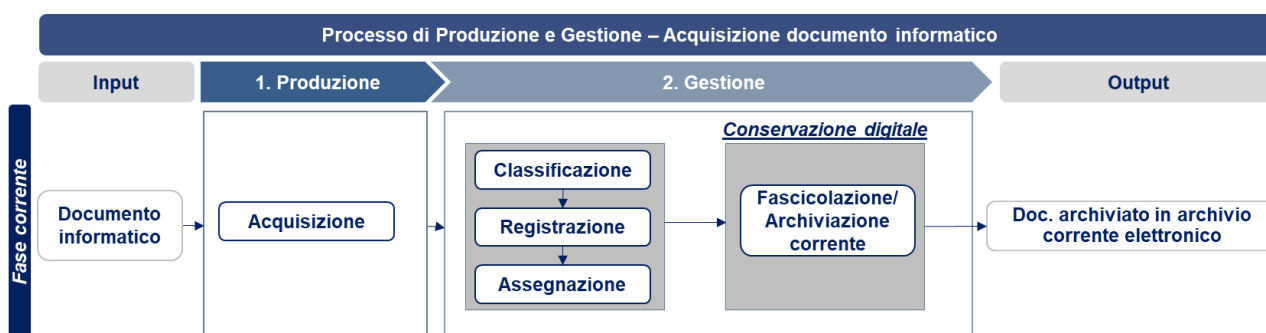 Processo di Produzione e Gestione – Acquisizione documento informatico
Input
1. Produzione
2. Gestione
Output
Fase corrente
Documento
informatico
Acquisizione
Classificazione
Registrazione
Assegnazione
Conservazione digitale
Fascicolazione/
Archiviazione
corrente
Doc. archiviato in archivio
corrente elettronico